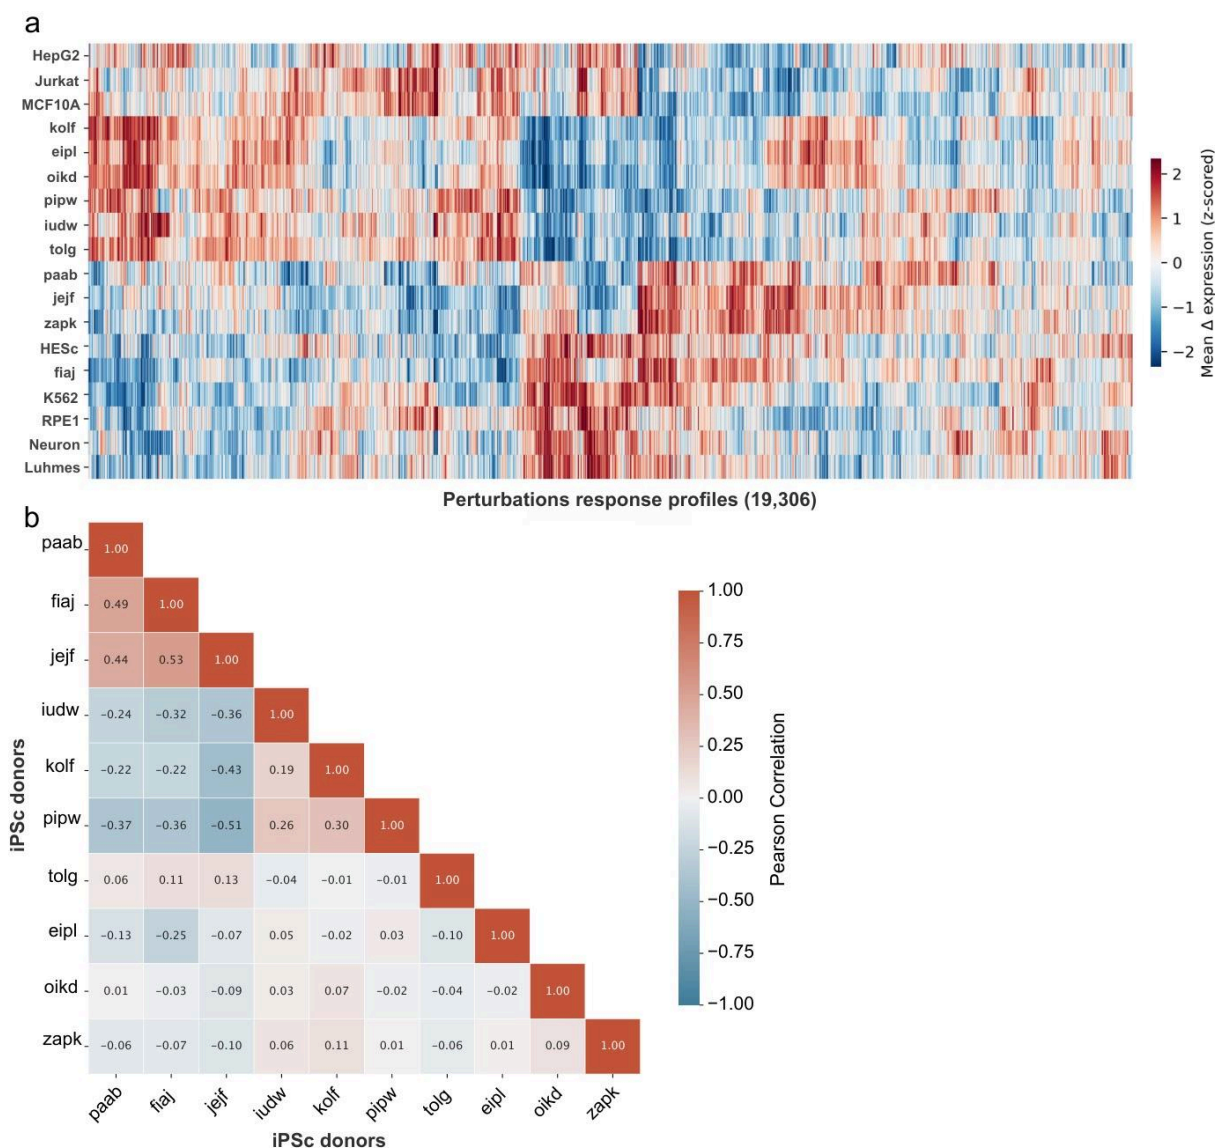 a
HepG2
Jurkat
MCF10A
kolf
eipl
oikd
pipw
iudw
tolg
paab
jejf
zapk
HESc
fiaj
K562
RPE1
Neuron
Luhmes
Perturbations response profiles (19,306)
2
1
0
−1
−2
Mean Δ expression (z-scored)
b
iPSc donors
paab 1.00
fiaj 0.49 1.00
jejf 0.44 0.53 1.00
iudw −0.24 −0.32 −0.36 1.00
kolf −0.22 −0.22 −0.43 0.19 1.00
pipw −0.37 −0.36 −0.51 0.26 0.30 1.00
tolg 0.06 0.11 0.13 −0.04 −0.01 −0.01 1.00
eipl −0.13 −0.25 −0.07 0.05 −0.02 0.03 −0.10 1.00
oikd 0.01 −0.03 −0.09 0.03 0.07 −0.02 −0.04 −0.02 1.00
zapk −0.06 −0.07 −0.10 0.06 0.11 0.01 −0.06 0.01 0.09 1.00
paab fiaj jejf iudw kolf pipw tolg eipl oikd zapk
iPSc donors
1.00
0.75
0.50
0.25
0.00
−0.25
−0.50
−0.75
−1.00
Pearson Correlation